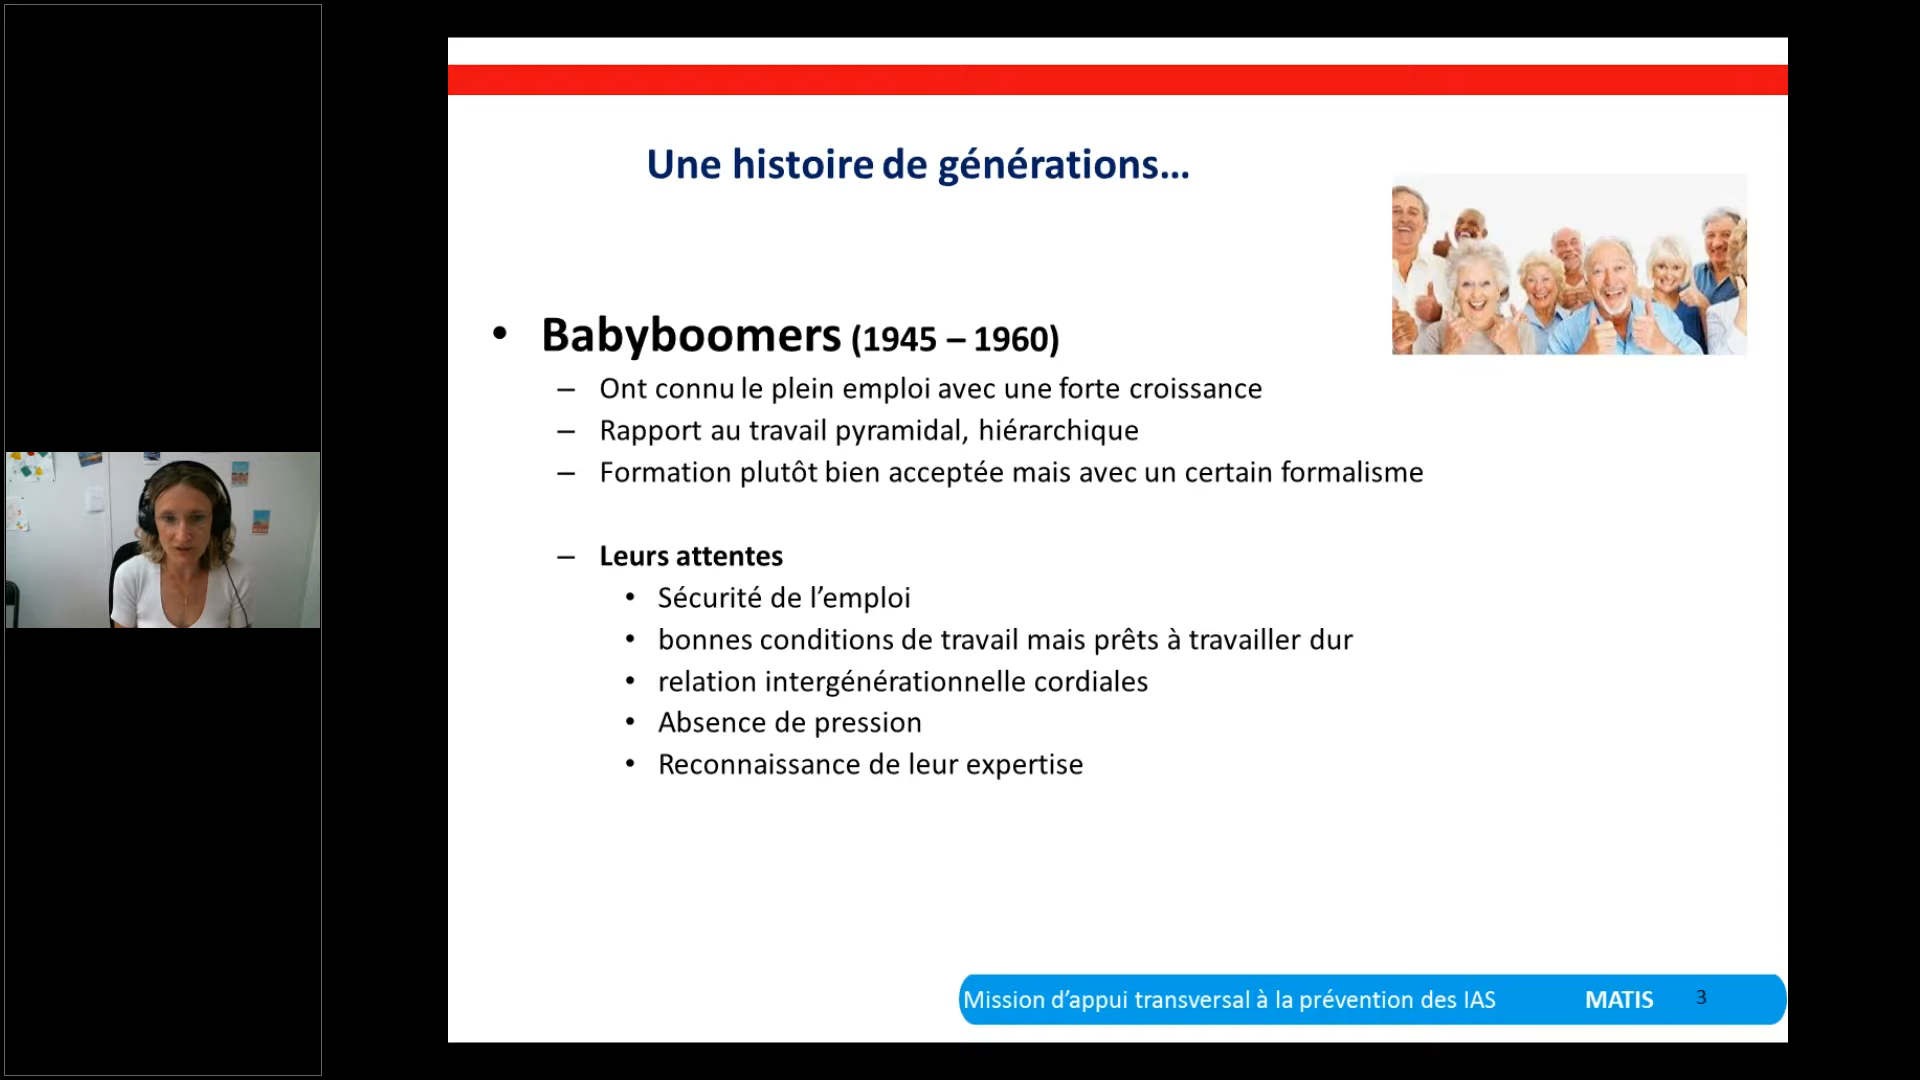 Une histoire de générations...
• Babyboomers (1945 – 1960)
– Ont connu le plein emploi avec une forte croissance
– Rapport au travail pyramidal, hiérarchique
– Formation plutôt bien acceptée mais avec un certain formalisme
– Leurs attentes
• Sécurité de l’emploi
• bonnes conditions de travail mais prêts à travailler dur
• relation intergénérationnelle cordiales
• Absence de pression
• Reconnaissance de leur expertise
Mission d’appui transversal à la prévention des IAS MATIS 3